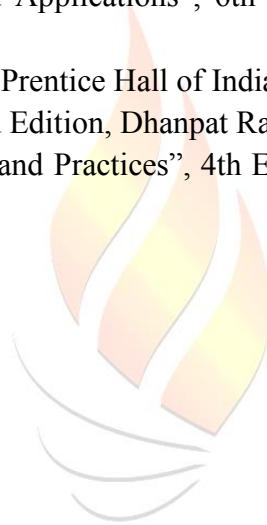 Applications”, 6th
Prentice Hall of India
Edition, Dhanpat Ra
and Practices”, 4th E